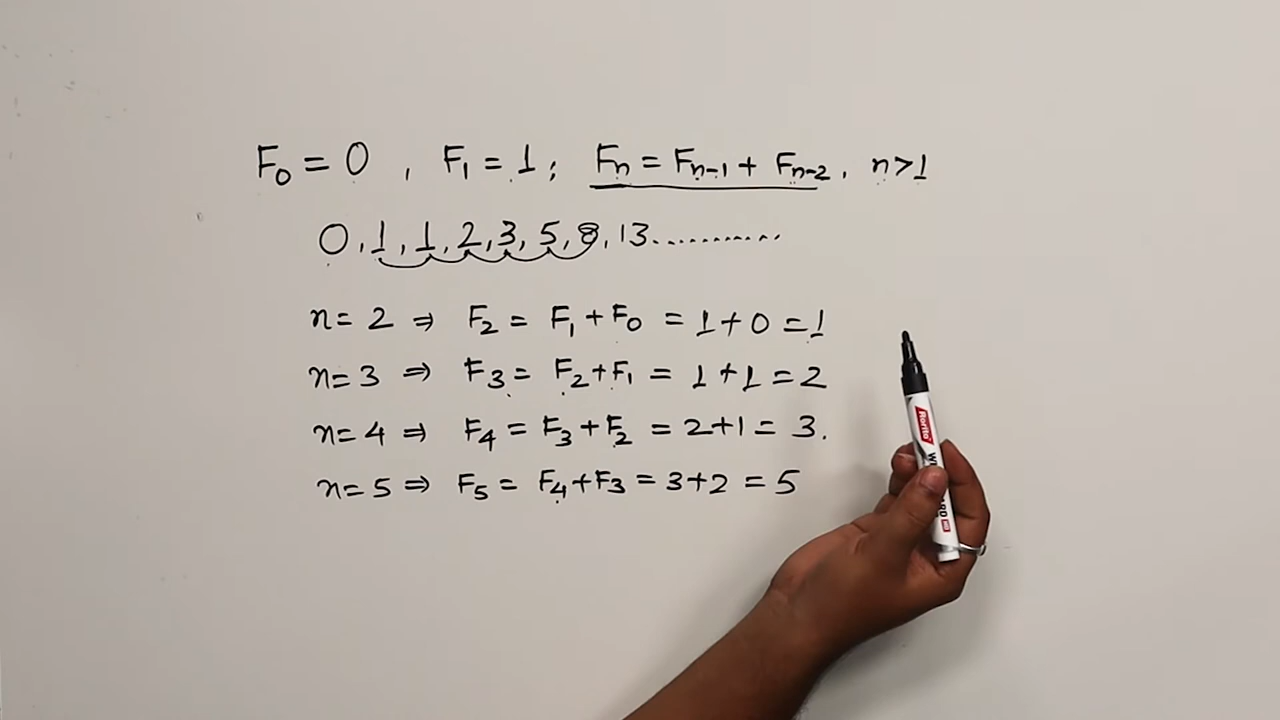 F₀ = 0 , F₁ = 1 ; Fₙ = Fₙ₋₁ + Fₙ₋₂ , n>1
0 , 1 , 1 , 2 , 3 , 5 , 8 , 13............
n = 2 ⇒ F₂ = F₁ + F₀ = 1 + 0 = 1
n = 3 ⇒ F₃ = F₂ + F₁ = 1 + 1 = 2
n = 4 ⇒ F₄ = F₃ + F₂ = 2 + 1 = 3.
n = 5 ⇒ F₅ = F₄ + F₃ = 3 + 2 = 5